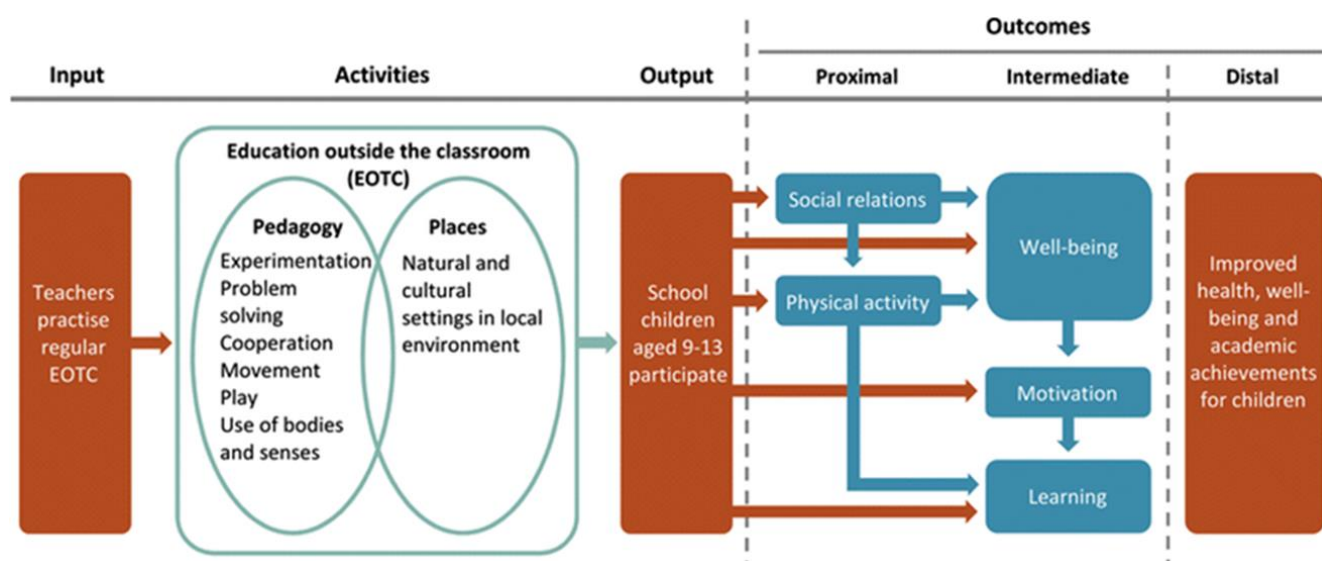 Outcomes
Input
Activities
Output
Proximal
Intermediate
Distal
Teachers
practise
regular
EOTC
Education outside the classroom
(EOTC)
Pedagogy
Experimentation
Problem
solving
Cooperation
Movement
Play
Use of bodies
and senses
Places
Natural and
cultural
settings in local
environment
School
children
aged 9-13
participate
Social relations
Physical activity
Well-being
Motivation
Learning
Improved
health, well-
being and
academic
achievements
for children